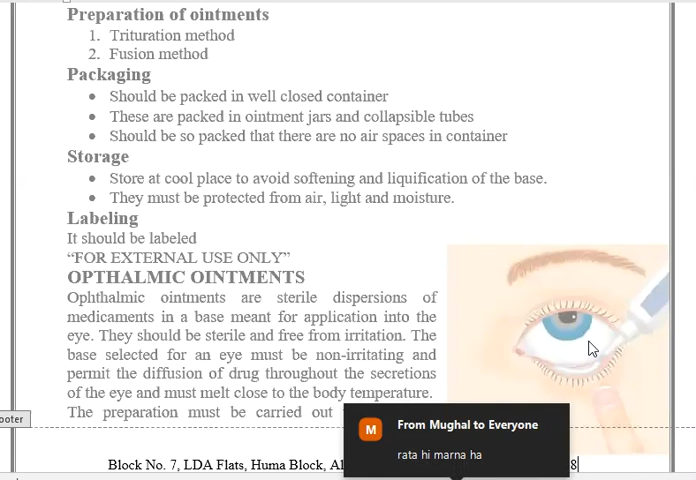 Preparation of ointments
1. Trituration method
2. Fusion method
Packaging
• Should be packed in well closed container
• These are packed in ointment jars and collapsible tubes
• Should be so packed that there are no air spaces in container
Storage
• Store at cool place to avoid softening and liquification of the base.
• They must be protected from air, light and moisture.
Labeling
It should be labeled
“FOR EXTERNAL USE ONLY”
OPTHALMIC OINTMENTS
Ophthalmic ointments are sterile dispersions of
medicaments in a base meant for application into the
eye. They should be sterile and free from irritation. The
base selected for an eye must be non-irritating and
permit the diffusion of drug throughout the secretions
of the eye and must melt close to the body temperature.
The preparation must be carried out
ooter
M
From Mughal to Everyone
rata hi marna ha
Block No. 7, LDA Flats, Huma Block, Al
8